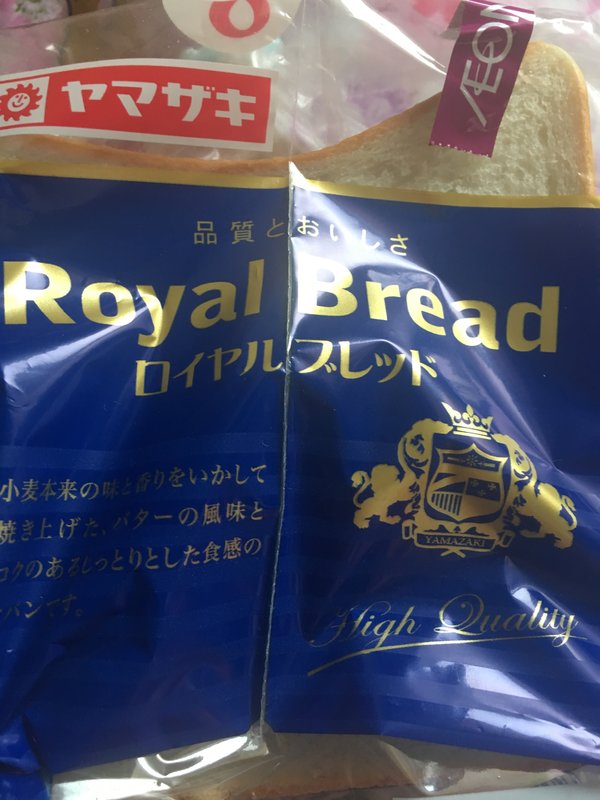 ヤマザキ
ÆON
品質とおいしさ
Royal Bread
ロイヤルブレッド
小麦本来の味と香りをいかして
焼き上げた、バターの風味と
コクのあるしっとりとした食感の
パンです。
YAMAZAKI
High Quality